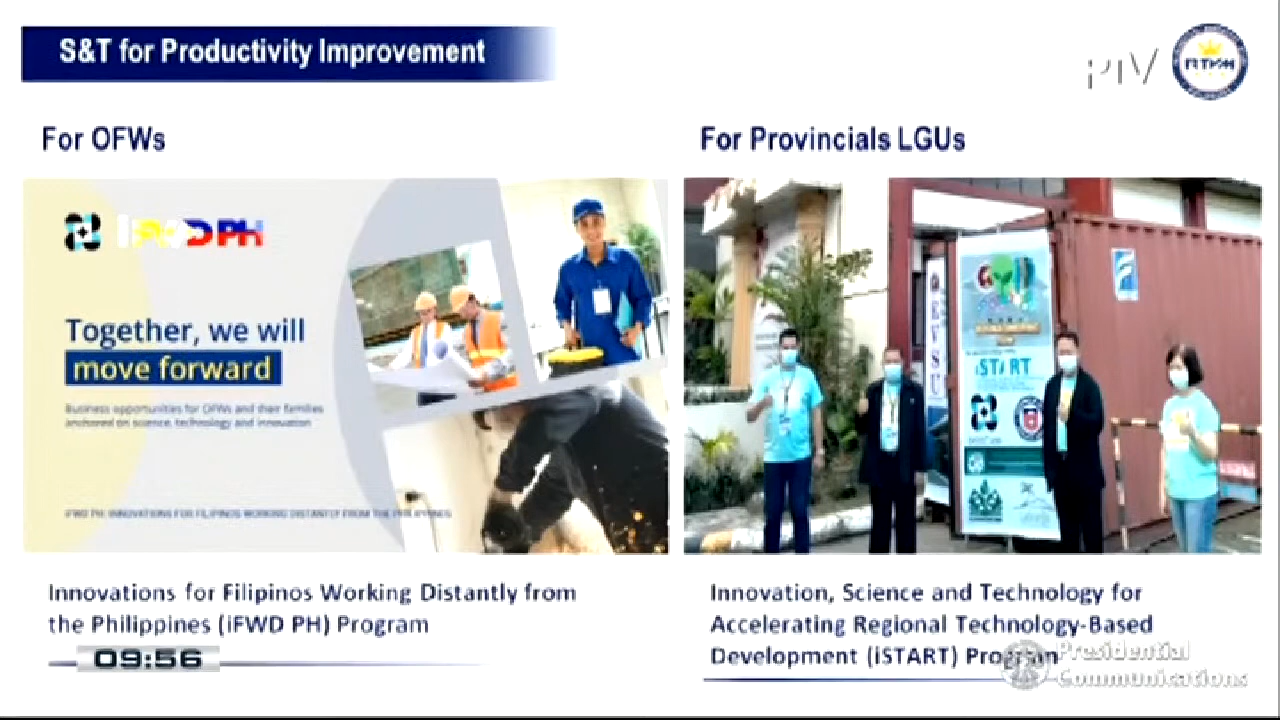 S&T for Productivity Improvement
PTV
RTVM
For OFWs
For Provincials LGUs
iFWD PH
Together, we will
move forward
Business opportunities for OFWs and their families
anchored on science, technology and innovation
iFWD PH: INNOVATIONS FOR FILIPINOS WORKING DISTANTLY FROM THE PHILIPPINES
EVSU
iSTART
Innovations for Filipinos Working Distantly from
the Philippines (iFWD PH) Program
Innovation, Science and Technology for
Accelerating Regional Technology-Based
Development (iSTART) Program
09:56
Presidential
Communications